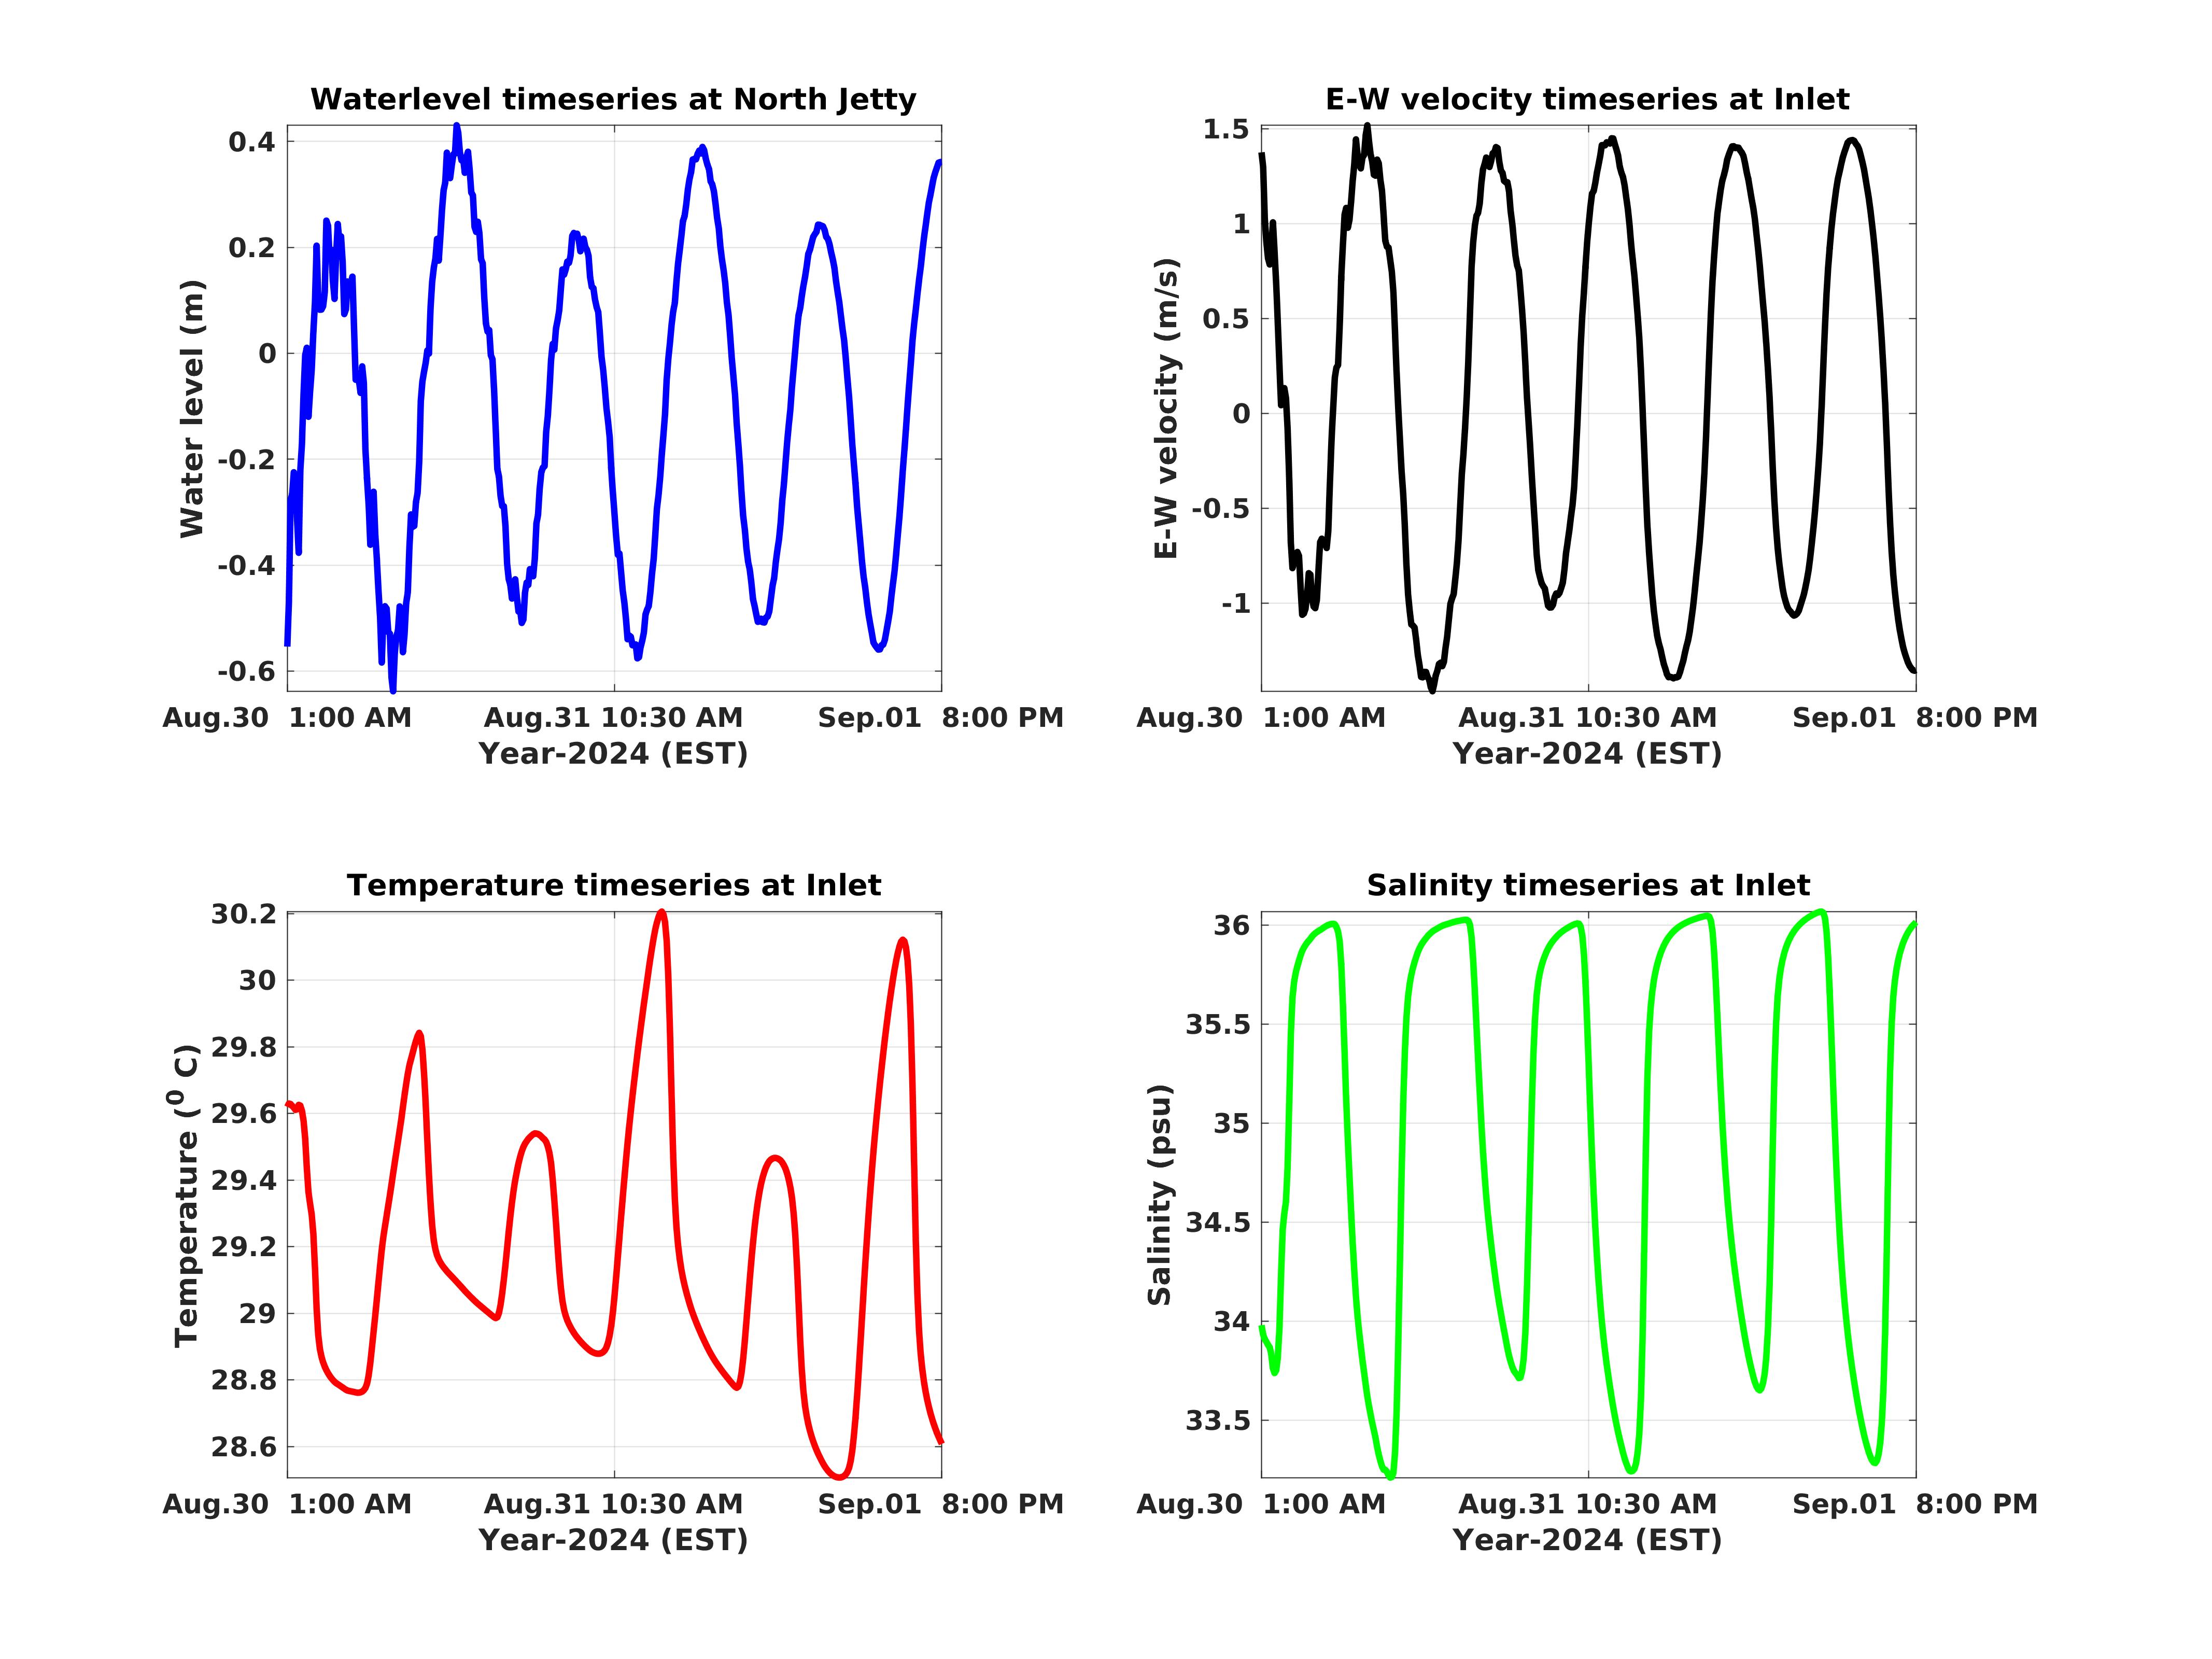 Waterlevel timeseries at North Jetty
0.4
0.2
0
-0.2
-0.4
-0.6
Water level (m)
Aug.30  1:00 AM
Aug.31 10:30 AM
Sep.01  8:00 PM
Year-2024 (EST)
E-W velocity timeseries at Inlet
1.5
1
0.5
0
-0.5
-1
E-W velocity (m/s)
Aug.30  1:00 AM
Aug.31 10:30 AM
Sep.01  8:00 PM
Year-2024 (EST)
Temperature timeseries at Inlet
30.2
30
29.8
29.6
29.4
29.2
29
28.8
28.6
Temperature (⁰ C)
Aug.30  1:00 AM
Aug.31 10:30 AM
Sep.01  8:00 PM
Year-2024 (EST)
Salinity timeseries at Inlet
36
35.5
35
34.5
34
33.5
Salinity (psu)
Aug.30  1:00 AM
Aug.31 10:30 AM
Sep.01  8:00 PM
Year-2024 (EST)